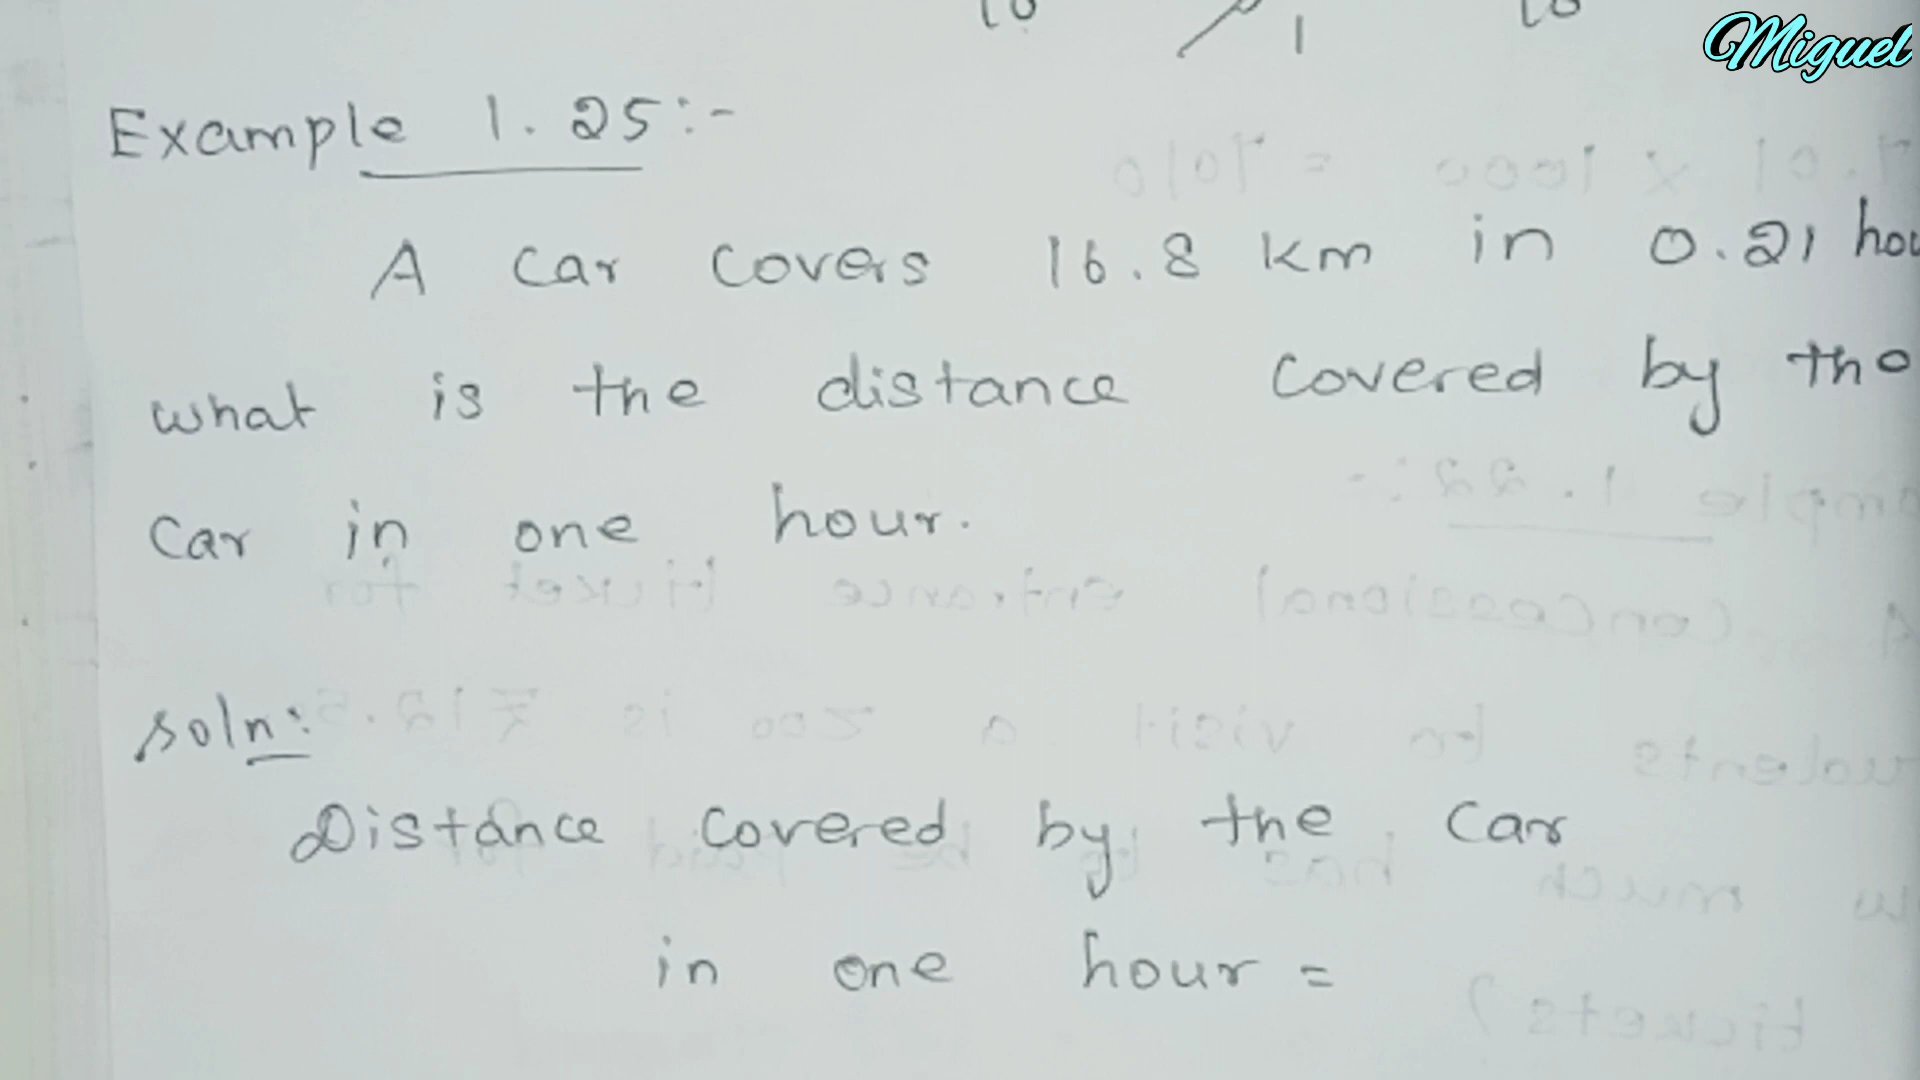 Miguel
Example 1.25:-
A car covers 16.8 km in 0.21 hou
what is the distance covered by the
car in one hour.
soln:
Distance covered by the car
in one hour =